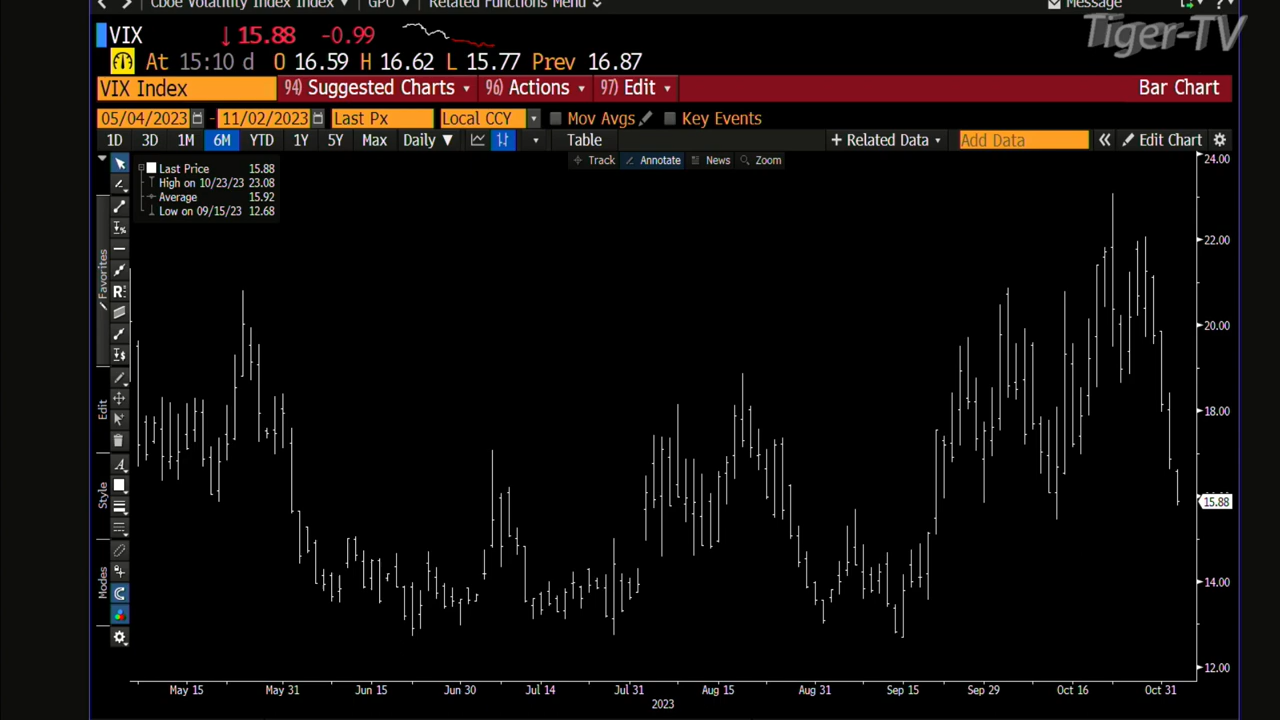 Cboe Volatility Index Index ▾ GPO ▾ Related Functions Menu Message
Tiger-TV
VIX ↓15.88 -0.99
At 15:10 d O 16.59 H 16.62 L 15.77 Prev 16.87
VIX Index 94) Suggested Charts 96) Actions 97) Edit Bar Chart
05/04/2023 - 11/02/2023 Last Px Local CCY Mov Avgs Key Events
1D 3D 1M 6M YTD 1Y 5Y Max Daily ▼ Table + Related Data Add Data « Edit Chart
Track Annotate News Zoom
Last Price 15.88
High on 10/23/23 23.08
Average 15.92
Low on 09/15/23 12.68
Favorites
Edit
Style
Modes
24.00
22.00
20.00
18.00
15.88
14.00
12.00
May 15 May 31 Jun 15 Jun 30 Jul 14 Jul 31 Aug 15 Aug 31 Sep 15 Sep 29 Oct 16 Oct 31
2023